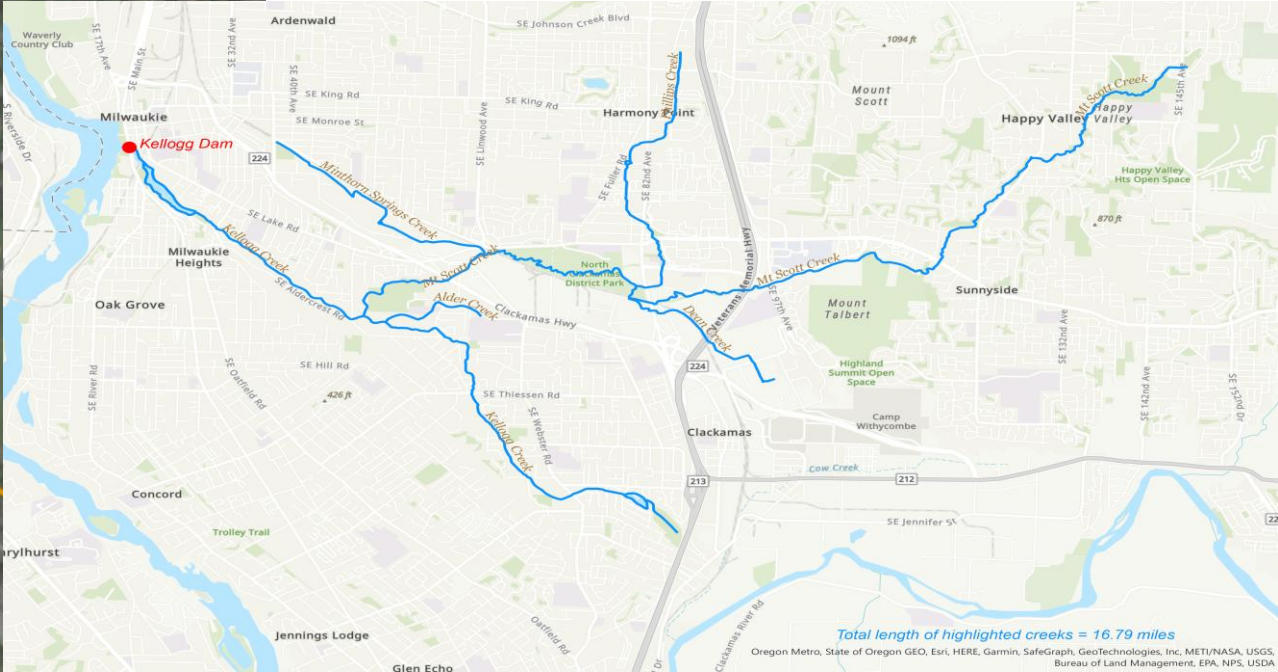 Ardenwald
SE Johnson Creek Blvd
Waverly
Country Club
SE 17th Ave
SE Main St
SE 32nd Ave
1094 ft
SE 40th Ave
SE King Rd
SE King Rd
Mount
Scott
Mt Scott Creek
SE 145th Ave
Happy Valley
Happy
Valley
Milwaukie
SE Monroe St
SE Linwood Ave
Harmony Point
S Riverside Dr
Kellogg Dam
224
SE Fuller Rd
SE 82nd Ave
Minthorn Springs Creek
Happy Valley
Hts Open Space
SE Lake Rd
870 ft
Kellogg Creek
Milwaukie
Heights
Mt Scott Creek
North
District Park
Veterans Memorial Hwy
Mt Scott Creek
SE 97th Ave
Sunnyside
Oak Grove
SE Aldercrest Rd
Alder Creek
Clackamas Hwy
Dean Creek
Mount
Talbert
SE 132nd Ave
SE River Rd
SE Oatfield Rd
SE Hill Rd
224
Highland
Summit Open
Space
SE 142nd Ave
SE 152nd Dr
426 ft
SE Thiessen Rd
SE Webster Rd
Kellogg Creek
Clackamas
Camp
Withycombe
Cow Creek
213
212
Concord
Trolley Trail
SE Jennifer St
22
arylhurst
Jennings Lodge
Oatfield Rd
Clackamas River Rd
Dr
Glen Echo
Total length of highlighted creeks = 16.79 miles
Oregon Metro, State of Oregon GEO, Esri, HERE, Garmin, SafeGraph, GeoTechnologies, Inc, METI/NASA, USGS,
Bureau of Land Management, EPA, NPS, USDA